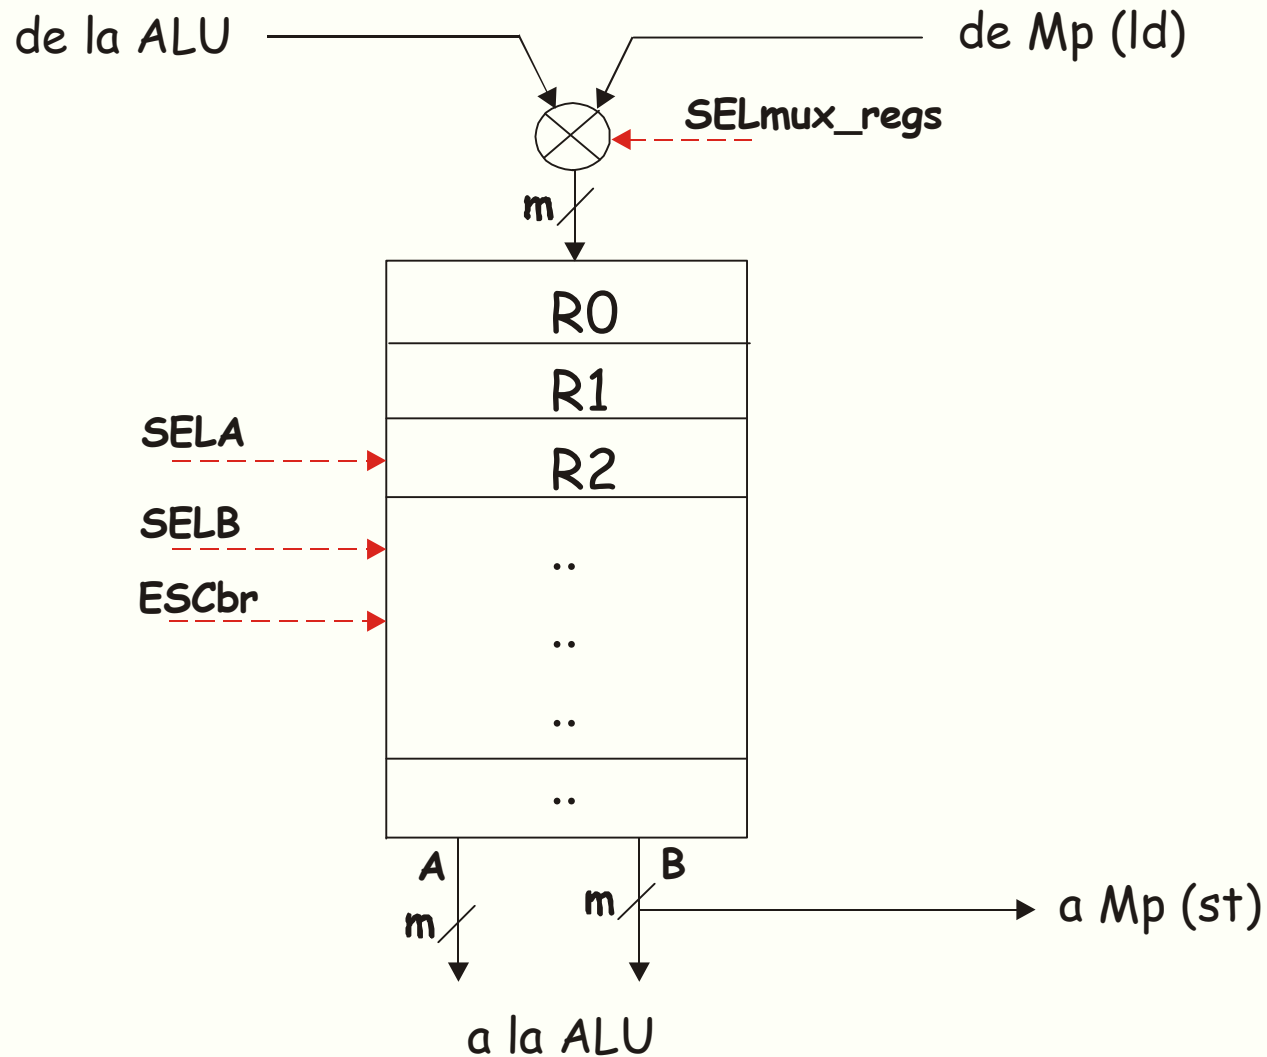 de la ALU
de Mp (ld)
SELmux_regs
m
R0
R1
SELA
R2
SELB
..
ESCbr
..
..
..
A
B
m
m
a Mp (st)
a la ALU